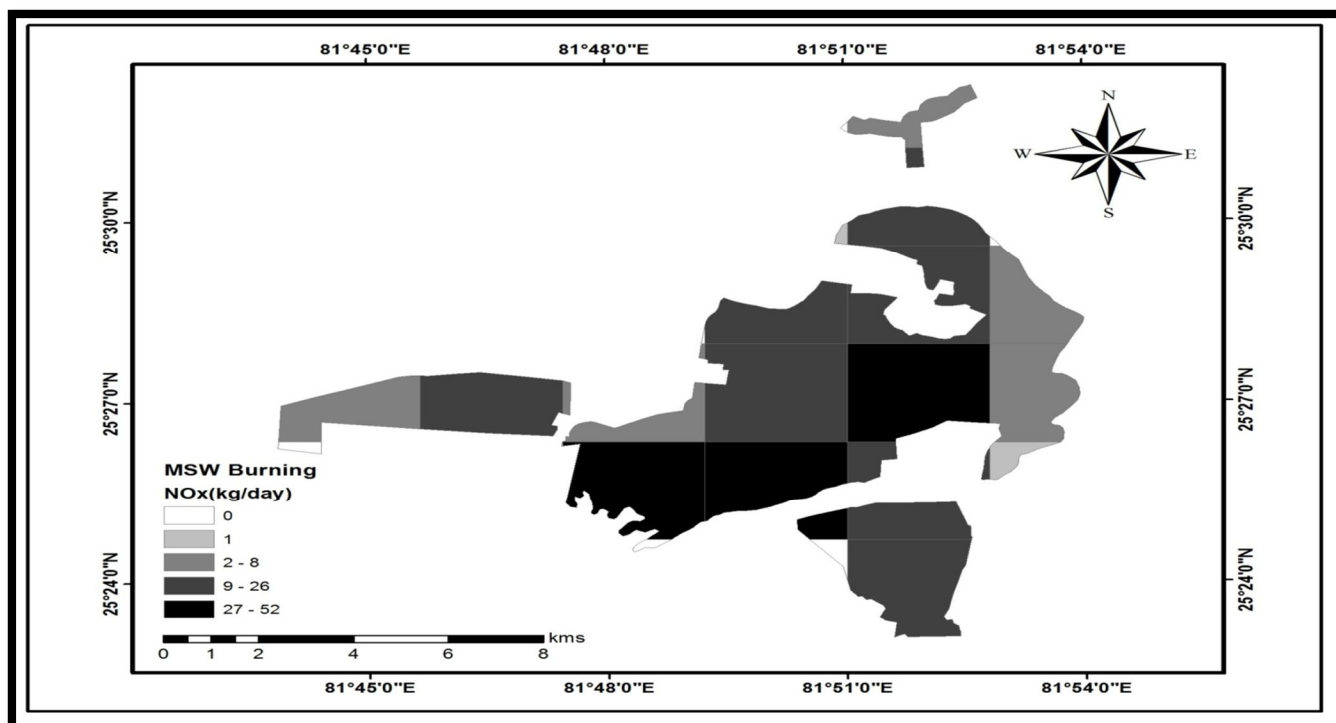 81°45'0"E 81°48'0"E 81°51'0"E 81°54'0"E
N
W E
S
25°30'0"N 25°30'0"N
25°27'0"N 25°27'0"N
25°24'0"N 25°24'0"N
MSW Burning
NOx(kg/day)
0
1
2 - 8
9 - 26
27 - 52
kms
0 1 2 4 6 8
81°45'0"E 81°48'0"E 81°51'0"E 81°54'0"E